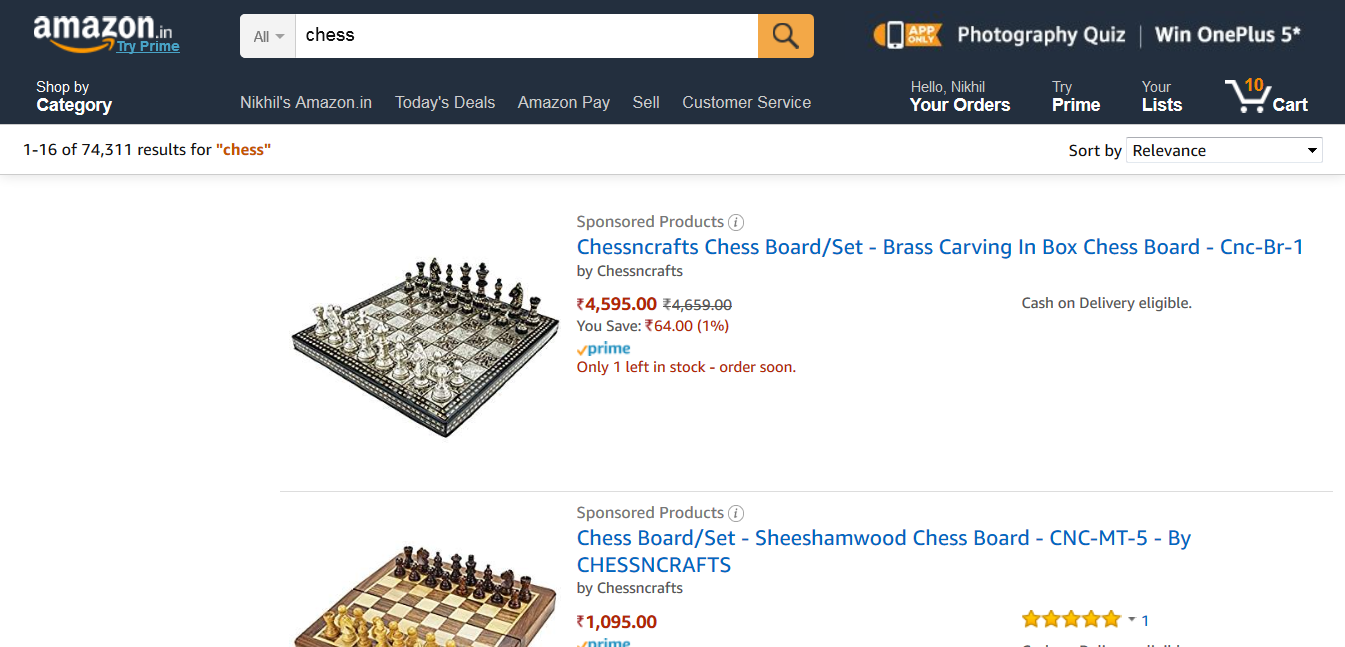 amazon.in
Try Prime
All
chess
APP ONLY
Photography Quiz | Win OnePlus 5*
Shop by
Category
Nikhil's Amazon.in
Today's Deals
Amazon Pay
Sell
Customer Service
Hello, Nikhil
Your Orders
Try
Prime
Your
Lists
10
Cart
1-16 of 74,311 results for "chess"
Sort by Relevance
Sponsored Products i
Chessncrafts Chess Board/Set - Brass Carving In Box Chess Board - Cnc-Br-1
by Chessncrafts
₹4,595.00 ₹4,659.00
Cash on Delivery eligible.
You Save: ₹64.00 (1%)
prime
Only 1 left in stock - order soon.
Sponsored Products i
Chess Board/Set - Sheeshamwood Chess Board - CNC-MT-5 - By
CHESSNCRAFTS
by Chessncrafts
₹1,095.00
1
prime